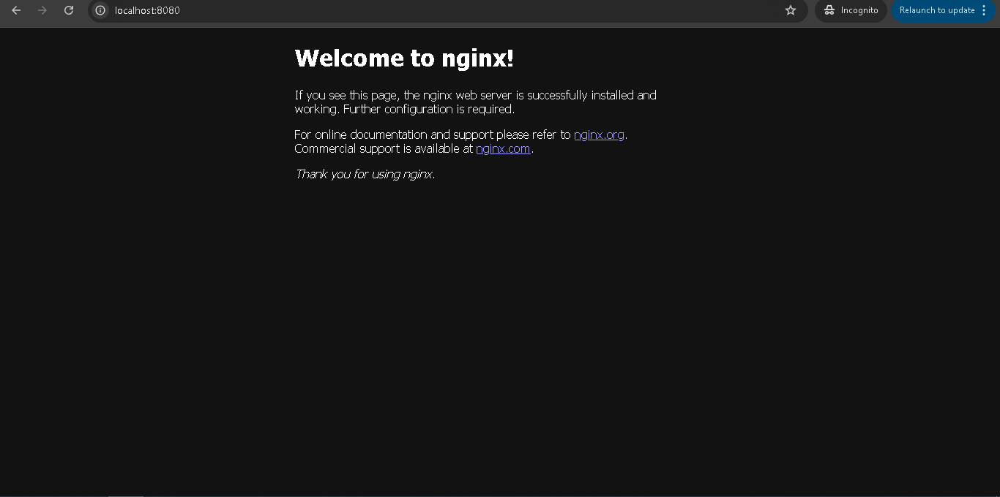 localhost:8080
Incognito
Relaunch to update
Welcome to nginx!
If you see this page, the nginx web server is successfully installed and
working. Further configuration is required.
For online documentation and support please refer to nginx.org.
Commercial support is available at nginx.com.
Thank you for using nginx.